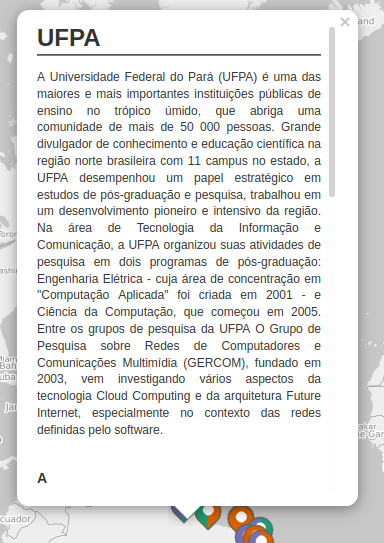 UFPA
×
A Universidade Federal do Pará (UFPA) é uma das
maiores e mais importantes instituições públicas de
ensino no trópico úmido, que abriga uma
comunidade de mais de 50 000 pessoas. Grande
divulgador de conhecimento e educação científica na
região norte brasileira com 11 campus no estado, a
UFPA desempenhou um papel estratégico em
estudos de pós-graduação e pesquisa, trabalhou em
um desenvolvimento pioneiro e intensivo da região.
Na área de Tecnologia da Informação e
Comunicação, a UFPA organizou suas atividades de
pesquisa em dois programas de pós-graduação:
Engenharia Elétrica - cuja área de concentração em
"Computação Aplicada" foi criada em 2001 - e
Ciência da Computação, que começou em 2005.
Entre os grupos de pesquisa da UFPA O Grupo de
Pesquisa sobre Redes de Computadores e
Comunicações Multimídia (GERCOM), fundado em
2003, vem investigando vários aspectos da
tecnologia Cloud Computing e da arquitetura Future
Internet, especialmente no contexto das redes
definidas pelo software.
A
cuador